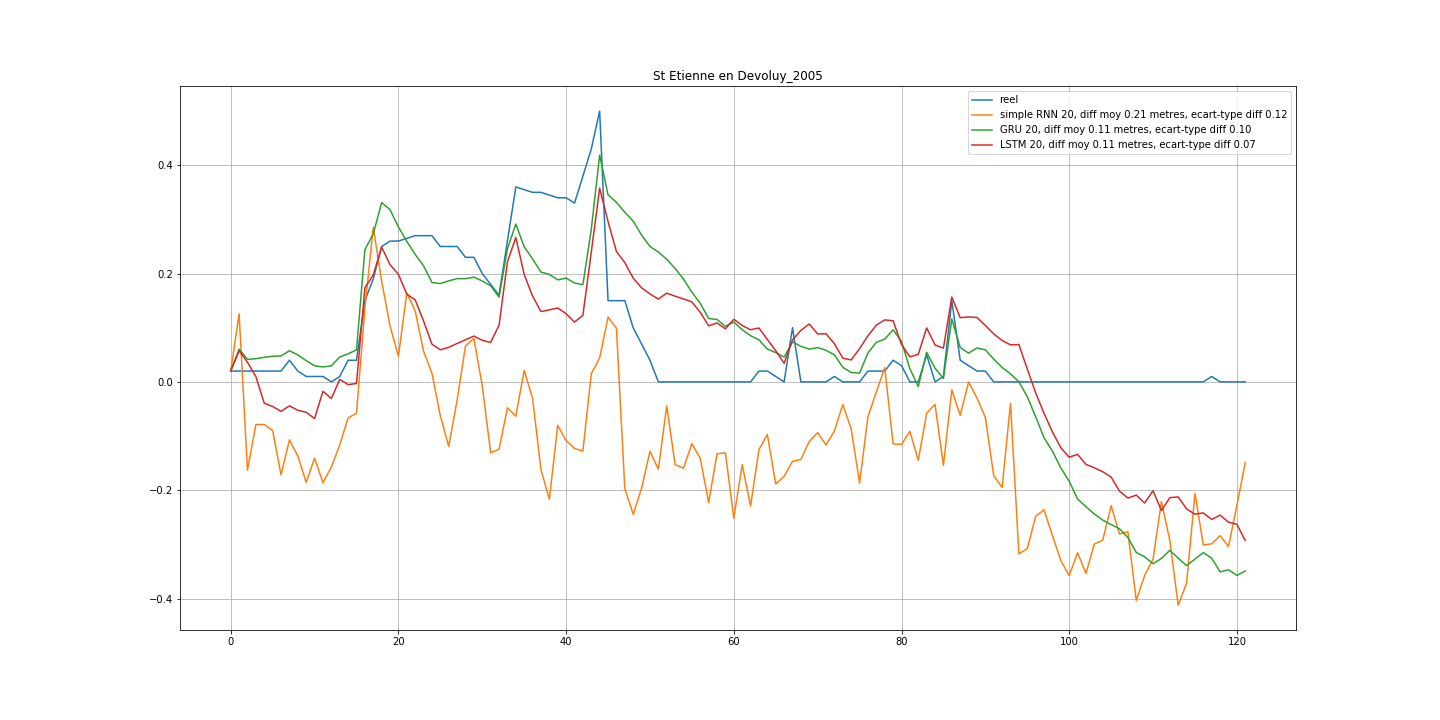 St Etienne en Devoluy_2005
reel
simple RNN 20, diff moy 0.21 metres, ecart-type diff 0.12
GRU 20, diff moy 0.11 metres, ecart-type diff 0.10
LSTM 20, diff moy 0.11 metres, ecart-type diff 0.07
0.4
0.2
0.0
−0.2
−0.4
0 20 40 60 80 100 120